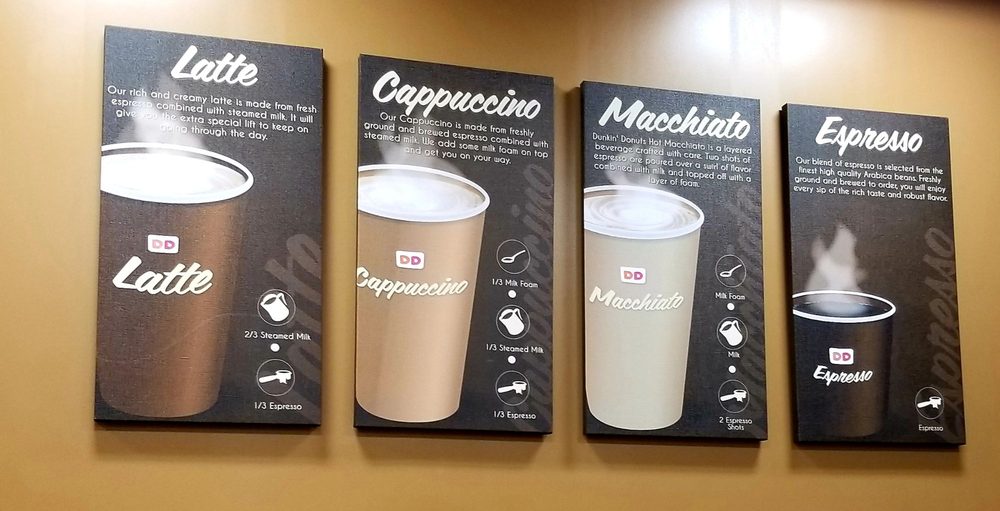 Latte
Our rich and creamy latte is made from fresh
espresso combined with steamed milk. It will
give you the extra special lift to keep on
going through the day.
DD
Latte
2/3 Steamed Milk
1/3 Espresso
Latte
Cappuccino
Our Cappuccino is made from freshly
ground and brewed espresso combined with
steamed milk. We add some milk foam on top
and get you on your way.
DD
Cappuccino
1/3 Milk Foam
1/3 Steamed Milk
1/3 Espresso
Cappuccino
Macchiato
Dunkin' Donuts Hot Macchiato is a layered
beverage crafted with care. Two shots of
espresso are poured over a swirl of flavor
combined with milk and topped off with a
layer of foam.
DD
Macchiato
Milk Foam
Milk
2 Espresso
Shots
Macchiato
Espresso
Our blend of espresso is selected from the
finest high quality Arabica beans. Freshly
ground and brewed to order, you will enjoy
every sip of the rich taste and robust flavor.
DD
Espresso
Espresso
Espresso